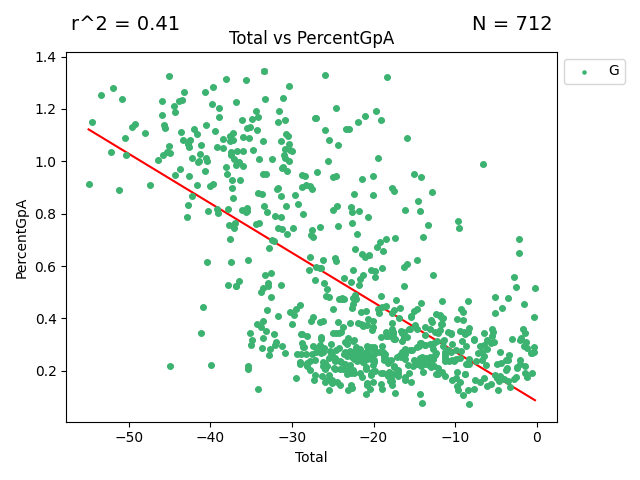 r^2 = 0.41
N = 712
Total vs PercentGpA
G
1.4
1.2
1.0
0.8
0.6
0.4
0.2
PercentGpA
−50
−40
−30
−20
−10
0
Total